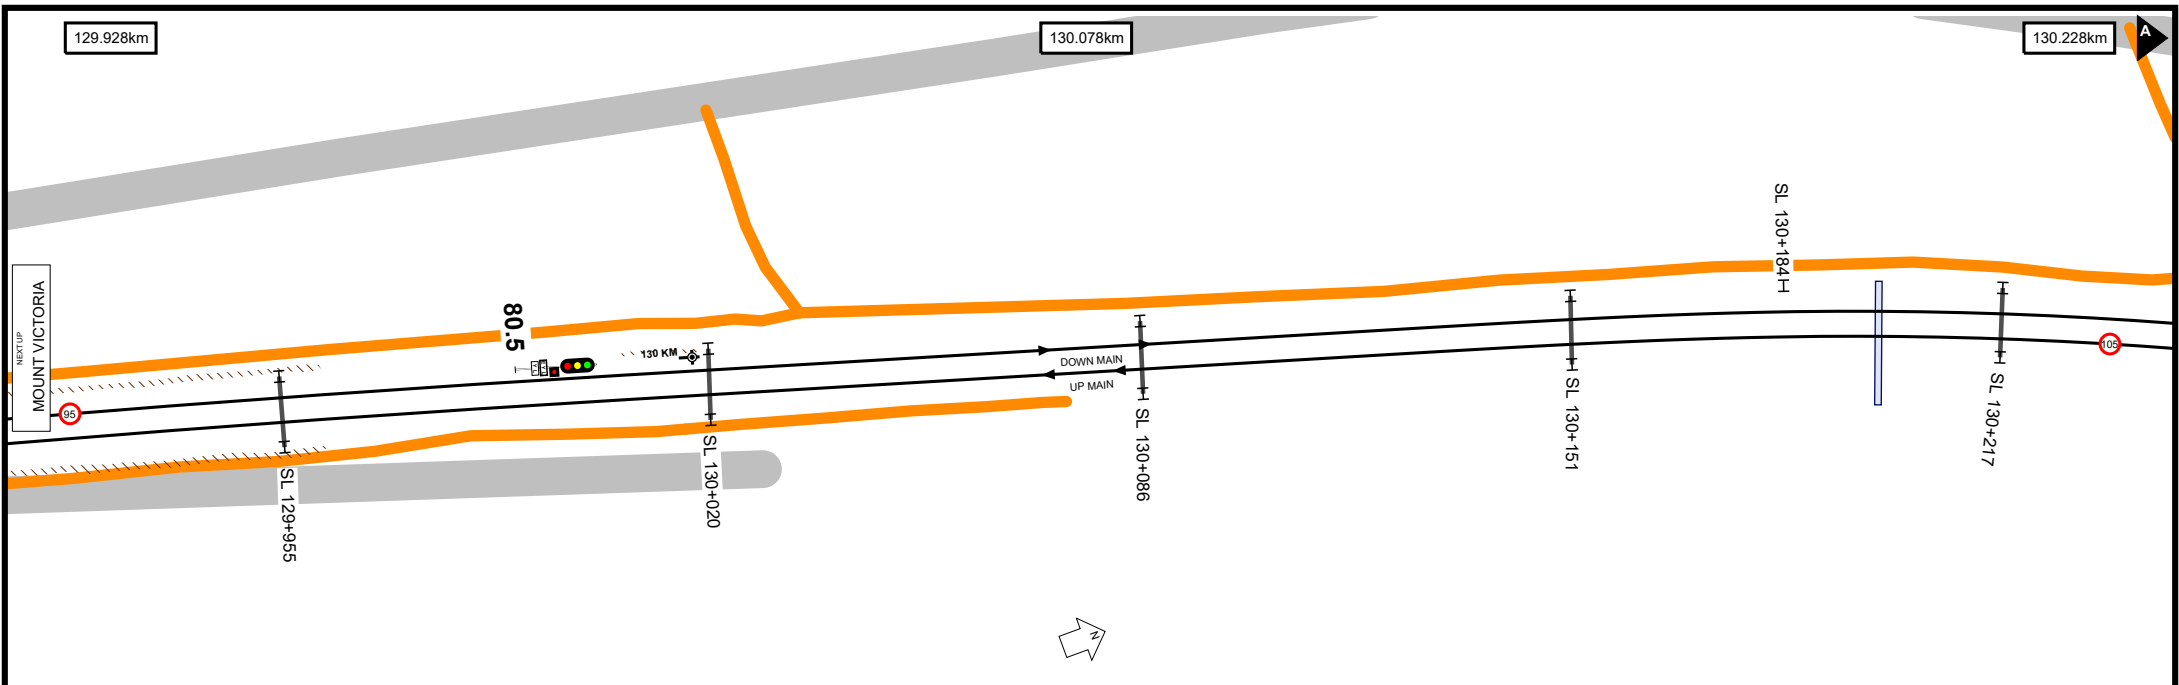 129.928km
130.078km
130.228km
A
NEXT UP
MOUNT VICTORIA
95
80.5
130 KM
DOWN MAIN
UP MAIN
105
SL 129+955
SL 130+020
SL 130+086
SL 130+151
SL 130+184
SL 130+217
N